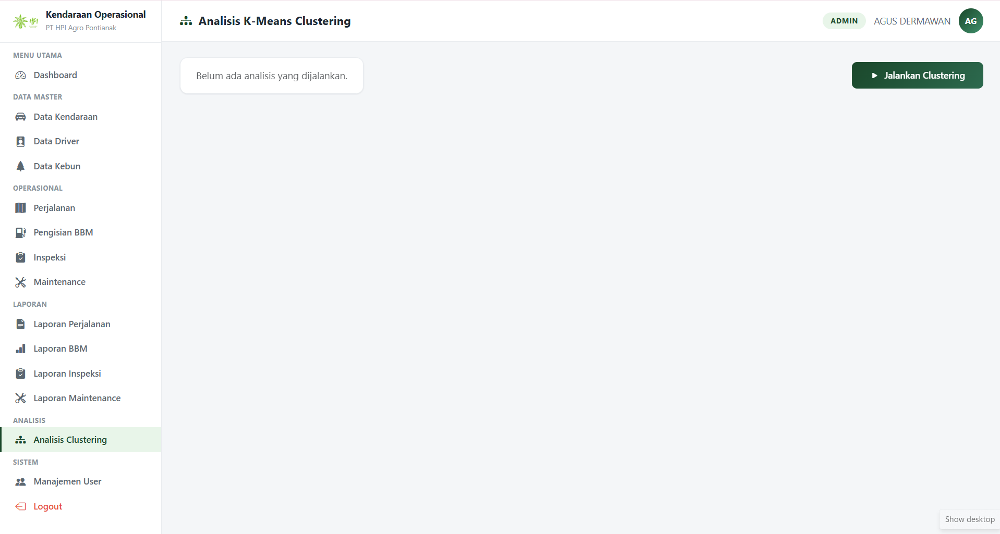 HPI
Kendaraan Operasional
PT HPI Agro Pontianak
MENU UTAMA
Dashboard
DATA MASTER
Data Kendaraan
Data Driver
Data Kebun
OPERASIONAL
Perjalanan
Pengisian BBM
Inspeksi
Maintenance
LAPORAN
Laporan Perjalanan
Laporan BBM
Laporan Inspeksi
Laporan Maintenance
ANALISIS
Analisis Clustering
SISTEM
Manajemen User
Logout
Analisis K-Means Clustering
ADMIN
AGUS DERMAWAN
AG
Belum ada analisis yang dijalankan.
Jalankan Clustering
Show desktop